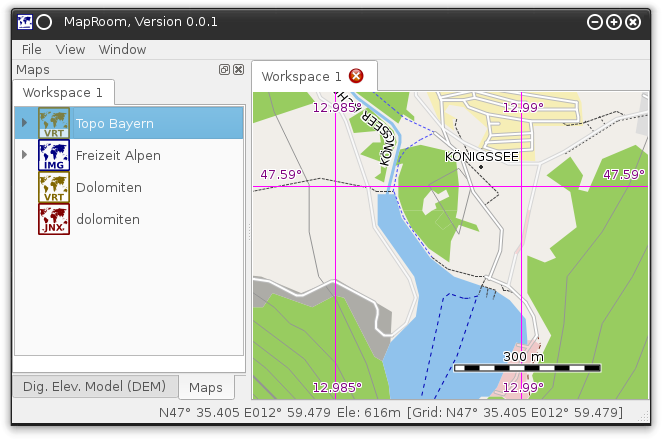 MapRoom, Version 0.0.1
File View Window
Maps
Workspace 1
VRT Topo Bayern
IMG Freizeit Alpen
VRT Dolomiten
JNX dolomiten
Dig. Elev. Model (DEM) Maps
Workspace 1
12.985° 12.99°
KÖNIGSSEE
47.59° 47.59°
300 m
12.985° 12.99°
N47° 35.405 E012° 59.479 Ele: 616m [Grid: N47° 35.405 E012° 59.479]